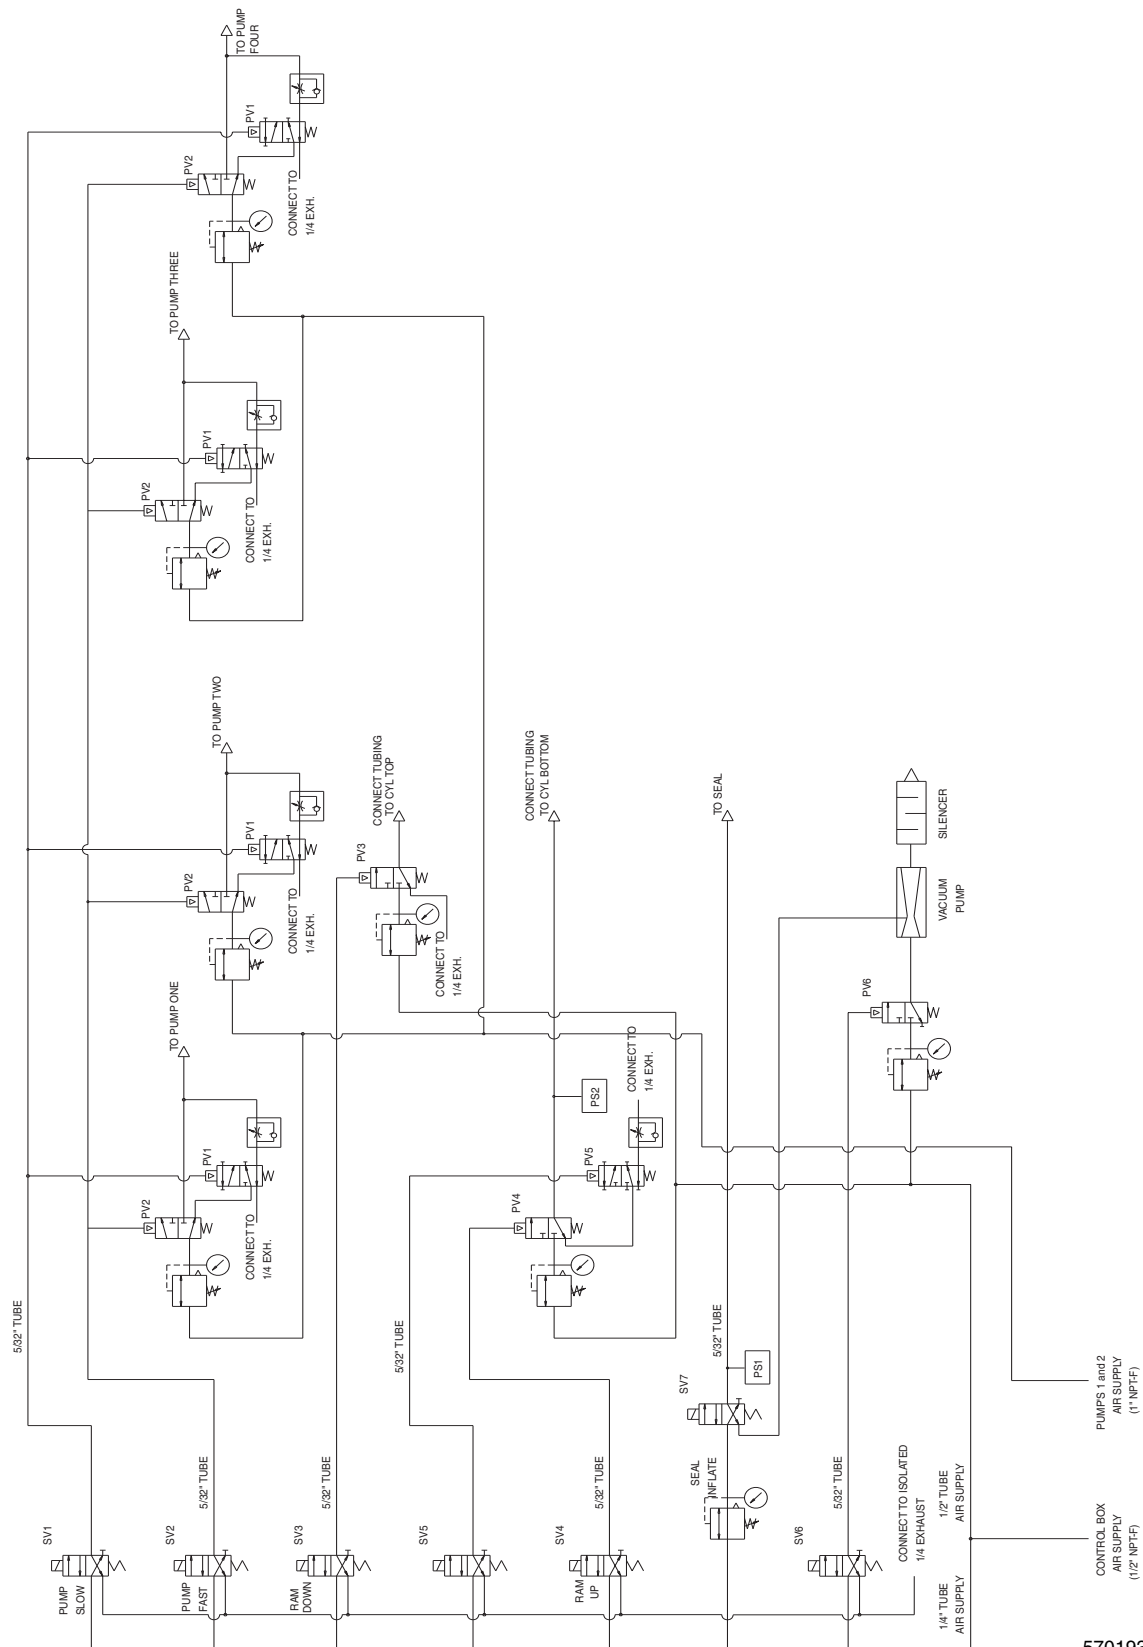 TO PUMP
FOUR
PV1
PV2
CONNECT TO
1/4 EXH.
TO PUMP THREE
PV1
PV2
CONNECT TO
1/4 EXH.
TO PUMP TWO
PV1
PV2
CONNECT TO
1/4 EXH.
CONNECT TUBING
TO CYL TOP
PV3
CONNECT TO
1/4 EXH.
CONNECT TUBING
TO CYL BOTTOM
TO SEAL
SILENCER
VACUUM
PUMP
PV6
TO PUMP ONE
PV1
PV2
CONNECT TO
1/4 EXH.
CONNECT TO
1/4 EXH.
PS2
PV5
PV4
5/32" TUBE
5/32" TUBE
5/32" TUBE
PS1
SV7
SEAL
INFLATE
SV1
PUMP
SLOW
SV2
PUMP
FAST
5/32" TUBE
SV3
RAM
DOWN
5/32" TUBE
SV5
SV4
RAM
UP
5/32" TUBE
SV6
5/32" TUBE
CONNECT TO ISOLATED
1/4 EXHAUST
1/2" TUBE
AIR SUPPLY
1/4" TUBE
AIR SUPPLY
PUMP'S 1 and 2
AIR SUPPLY
(1" NPT-F)
CONTROL BOX
AIR SUPPLY
(1/2" NPT-F)